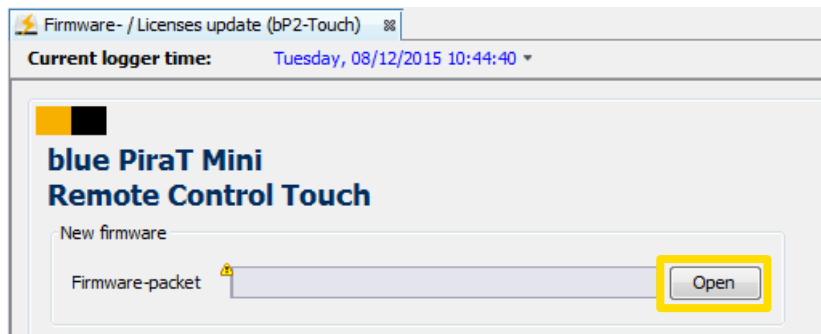 Firmware- / Licenses update (bP2-Touch)
Current logger time: Tuesday, 08/12/2015 10:44:40
blue PiraT Mini
Remote Control Touch
New firmware
Firmware-packet Open